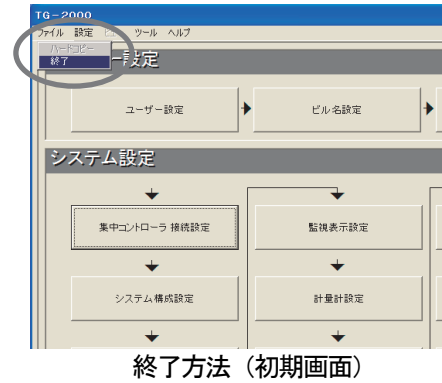 TG-2000
ファイル 設定 ツール ヘルプ
ハードコピー
終了
ー設定
ユーザー設定
ビル名設定
システム設定
集中コントローラ 接続設定
監視表示設定
システム構成設定
計量計設定
終了方法（初期画面）